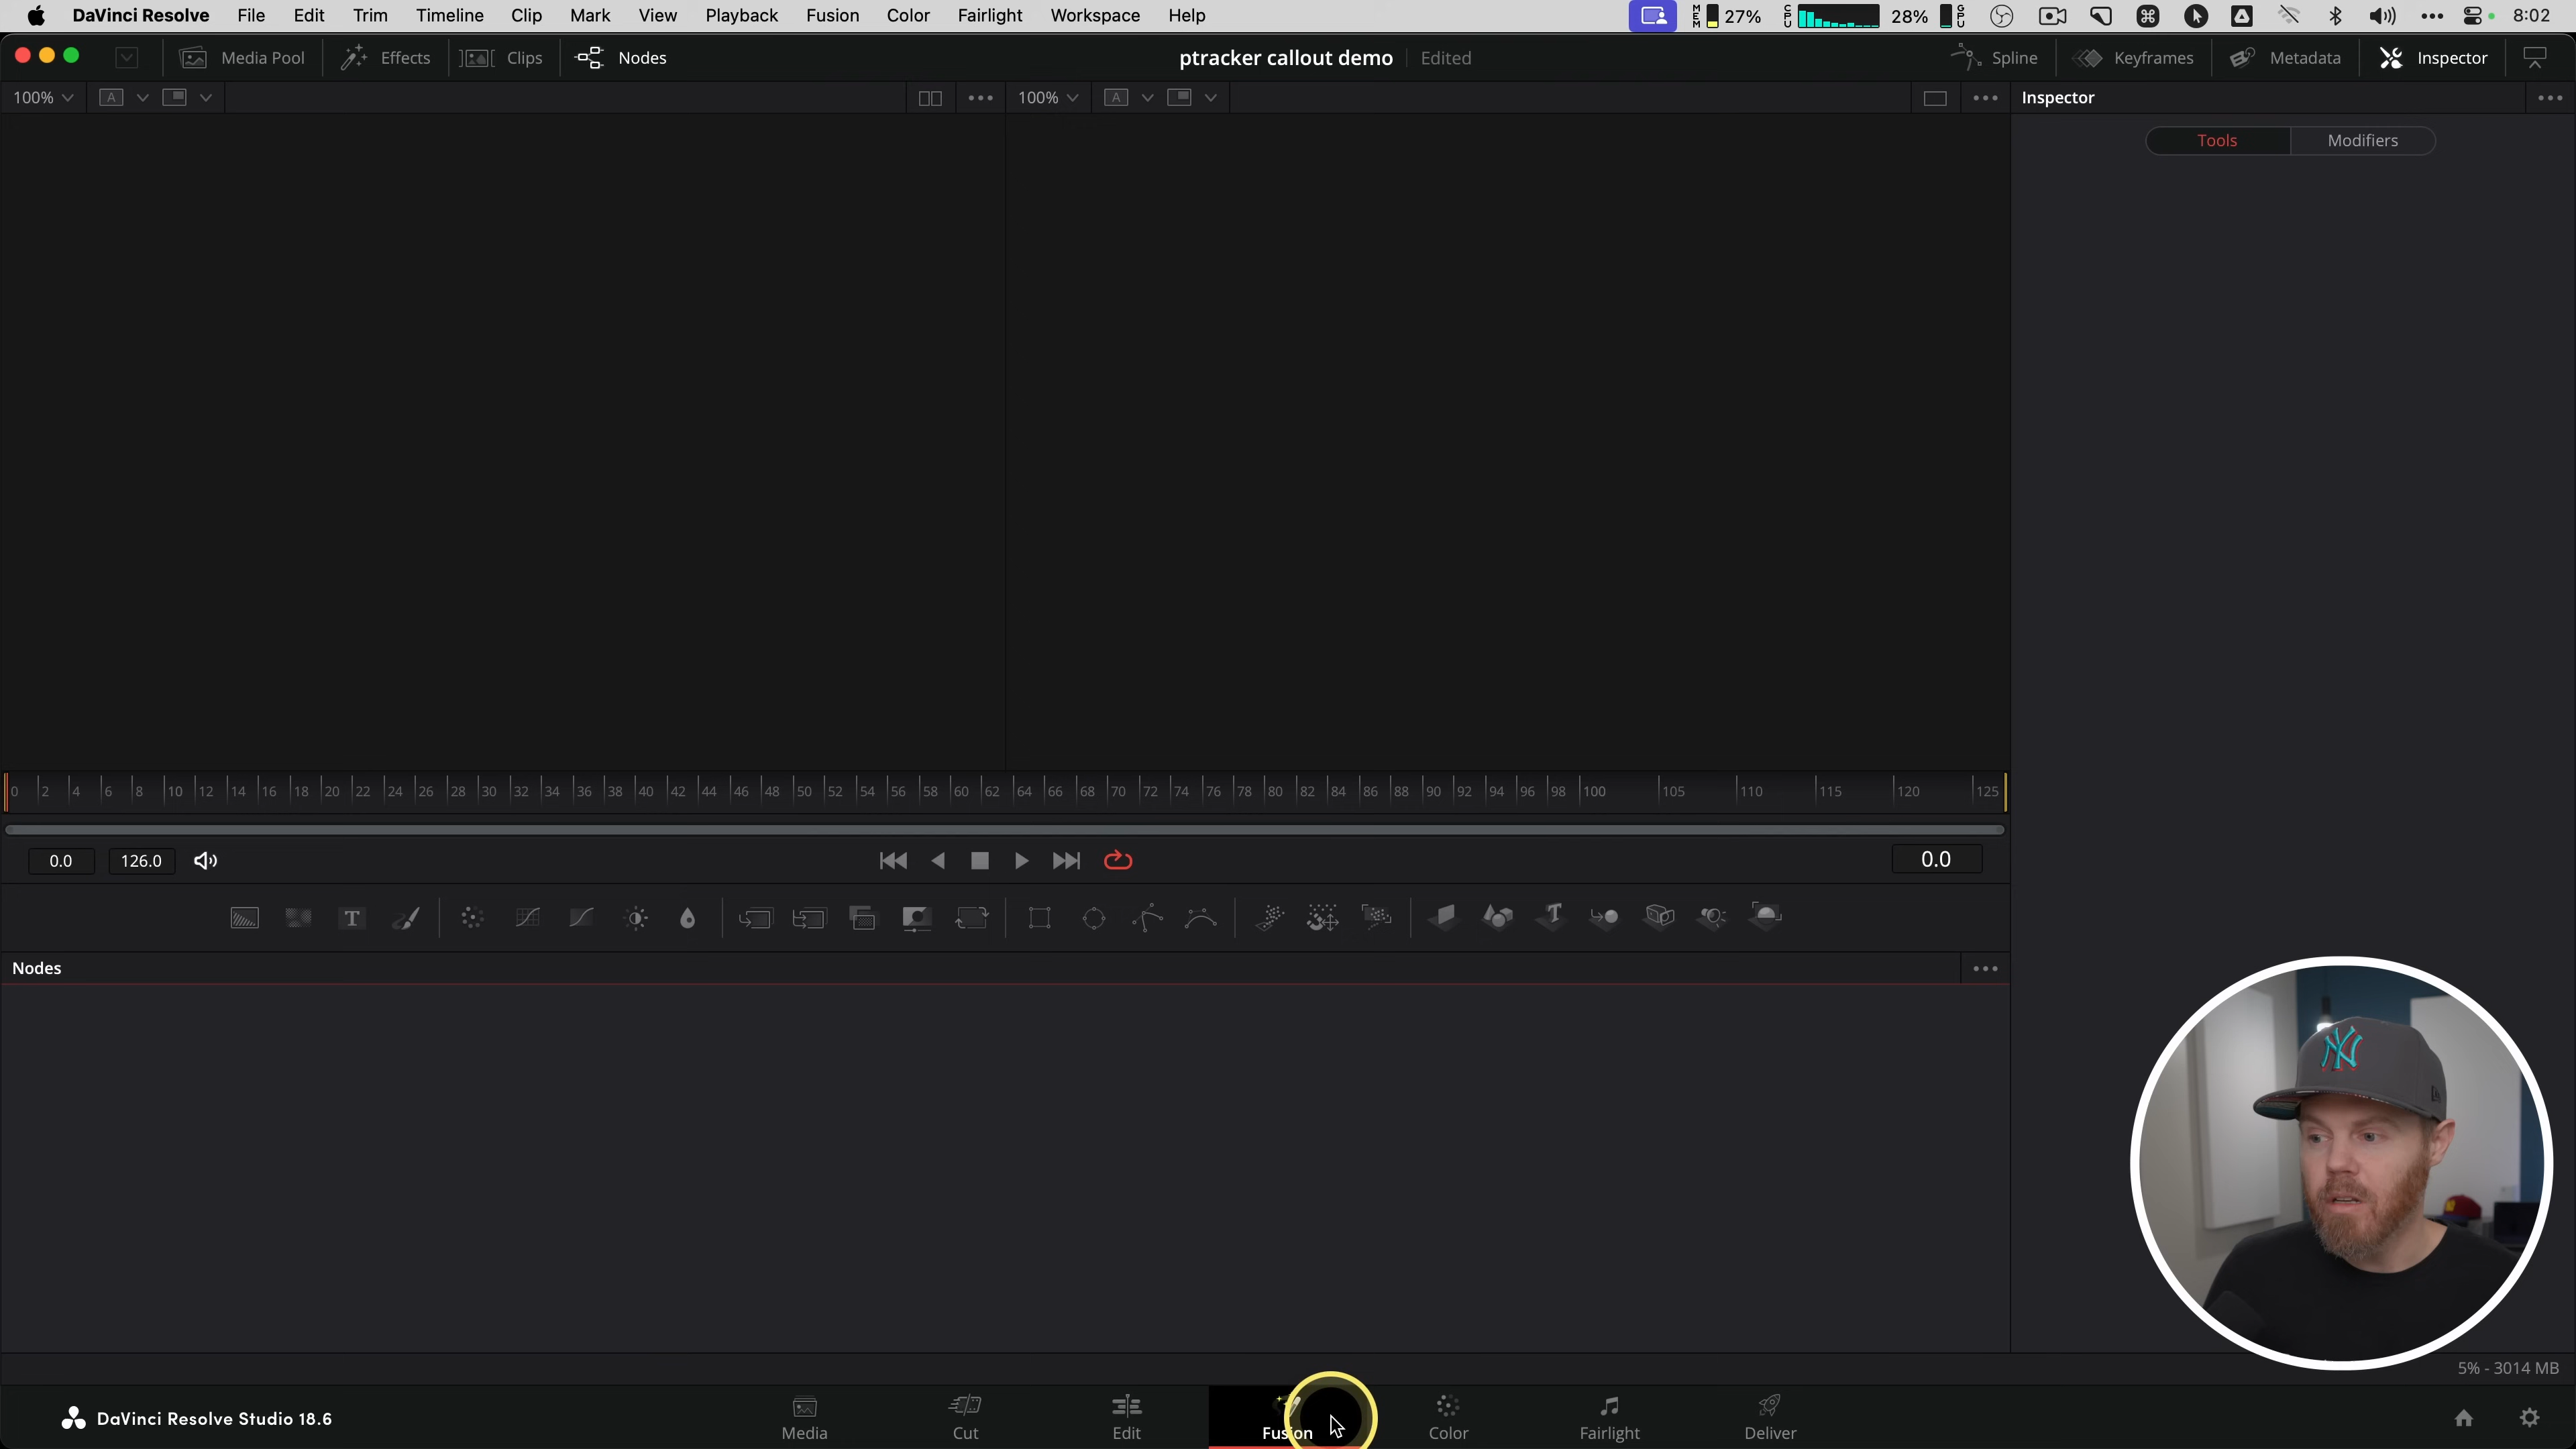 DaVinci Resolve File Edit Trim Timeline Clip Mark View Playback Fusion Color Fairlight Workspace Help MEM 27% CPU 28% GPU 8:02
Media Pool Effects Clips Nodes ptracker callout demo Edited Spline Keyframes Metadata Inspector
100% A 100% A Inspector
Tools Modifiers
0 2 4 6 8 10 12 14 16 18 20 22 24 26 28 30 32 34 36 38 40 42 44 46 48 50 52 54 56 58 60 62 64 66 68 70 72 74 76 78 80 82 84 86 88 90 92 94 96 98 100 105 110 115 120 125
0.0 126.0 0.0
T T
Nodes
NY
5% - 3014 MB
DaVinci Resolve Studio 18.6 Media Cut Edit Fusion Color Fairlight Deliver